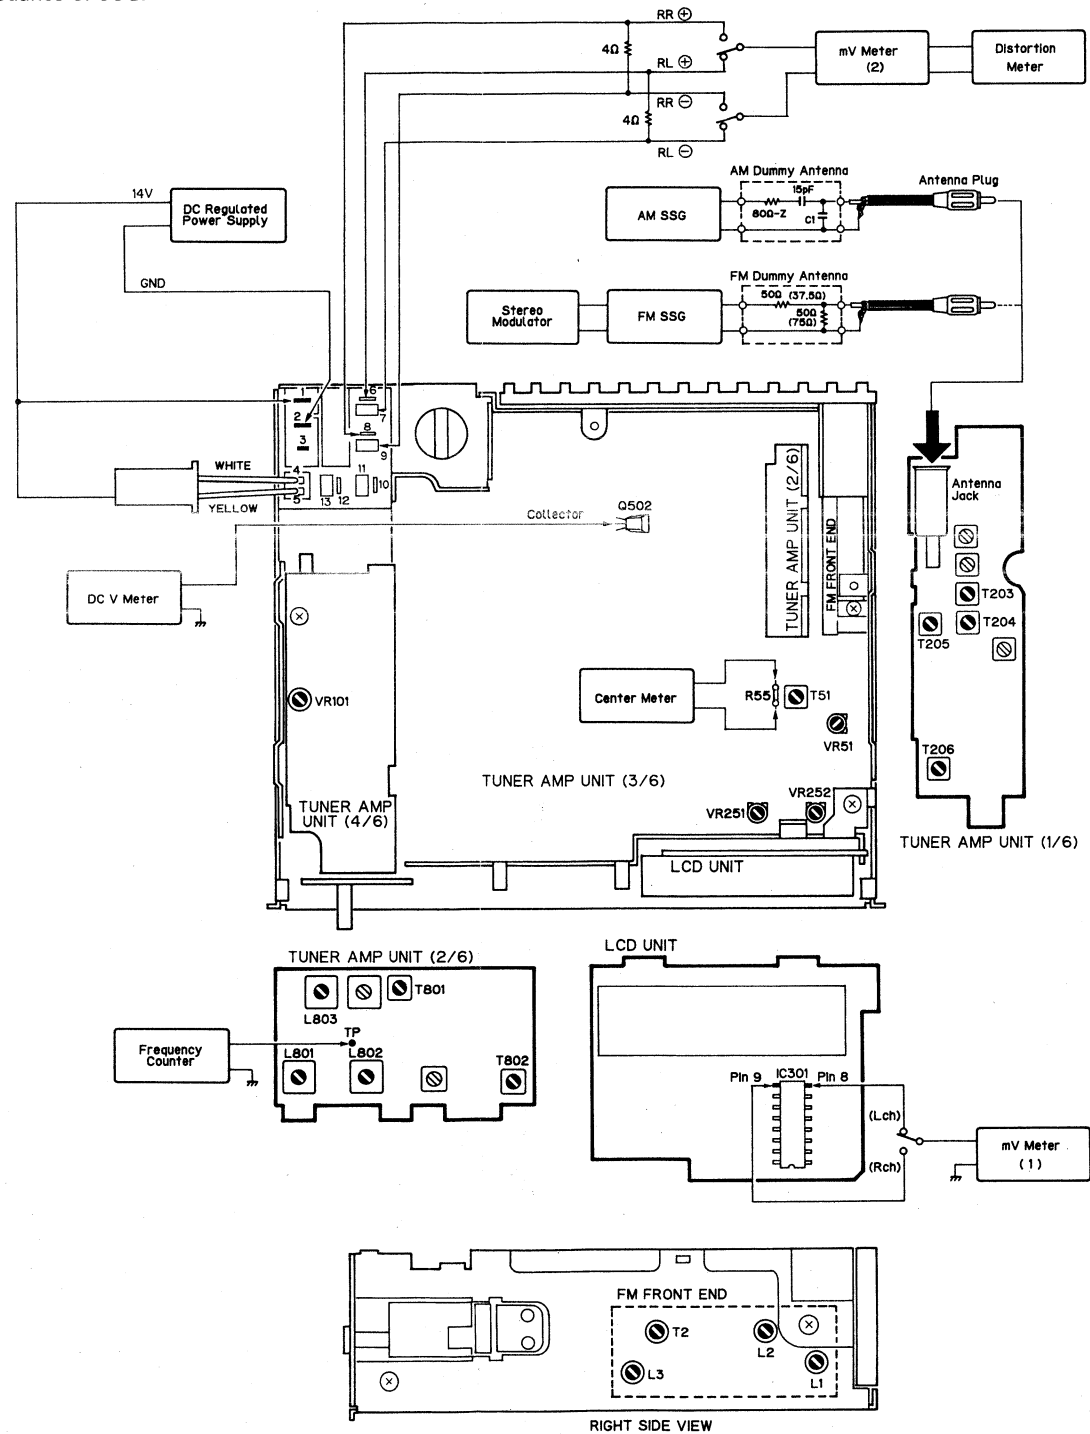 RR ⊕
4Ω
RL ⊕
RR ⊖
4Ω
RL ⊖
mV Meter
(2)
Distortion
Meter
14V
DC Regulated
Power Supply
GND
AM Dummy Antenna
15pF
80Ω-Z
C1
AM SSG
Antenna Plug
FM Dummy Antenna
50Ω (37.5Ω)
50Ω
(75Ω)
Stereo
Modulator
FM SSG
1
2
3
4
5
6
7
8
9
11
13
12
10
WHITE
YELLOW
Collector
Q502
DC V Meter
VR101
TUNER AMP UNIT (2/6)
FM FRONT END
Antenna
Jack
T203
T204
T205
T206
Center Meter
R55
T51
VR51
TUNER AMP UNIT (3/6)
TUNER AMP
UNIT (4/6)
VR251
VR252
LCD UNIT
TUNER AMP UNIT (1/6)
TUNER AMP UNIT (2/6)
L803
T801
TP
L801
L802
T802
Frequency
Counter
LCD UNIT
Pin 9
IC301
Pin 8
(Lch)
(Rch)
mV Meter
(1)
FM FRONT END
T2
L2
L3
L1
RIGHT SIDE VIEW